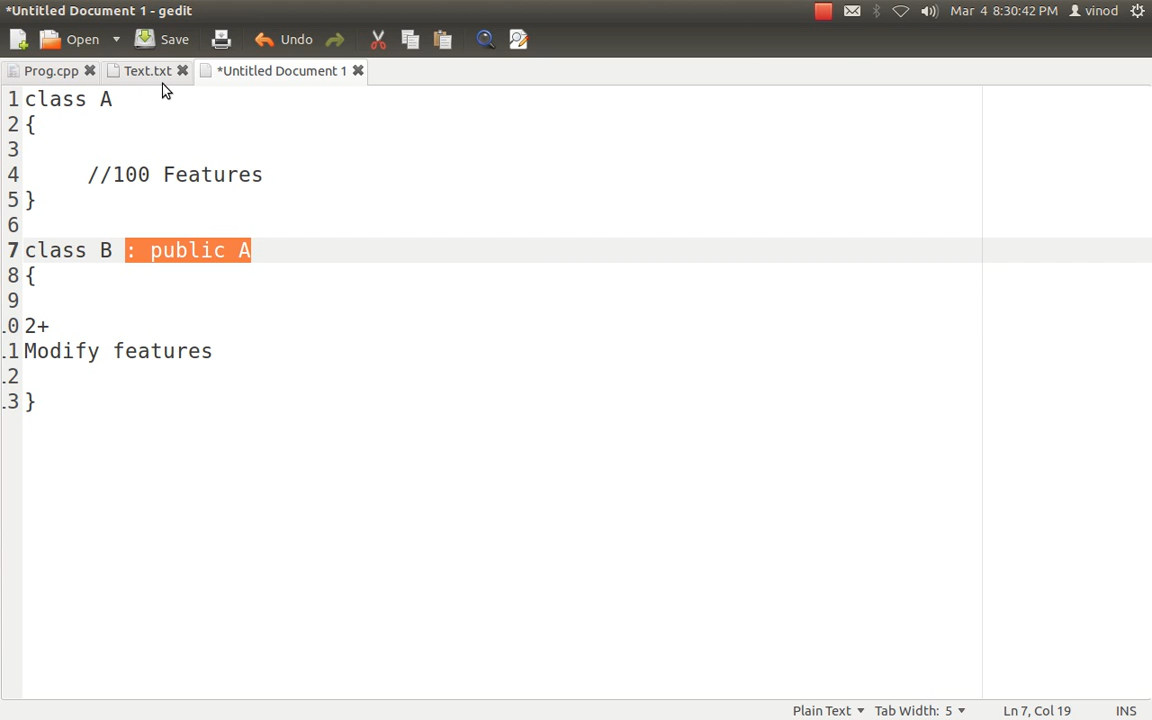 *Untitled Document 1 - gedit
Mar 4 8:30:42 PM vinod
Open Save Undo
Prog.cpp Text.txt *Untitled Document 1
1 class A
2 {
3
4 //100 Features
5 }
6
7 class B : public A
8 {
9
.0 2+
.1 Modify features
.2
.3 }
Plain Text Tab Width: 5 Ln 7, Col 19 INS